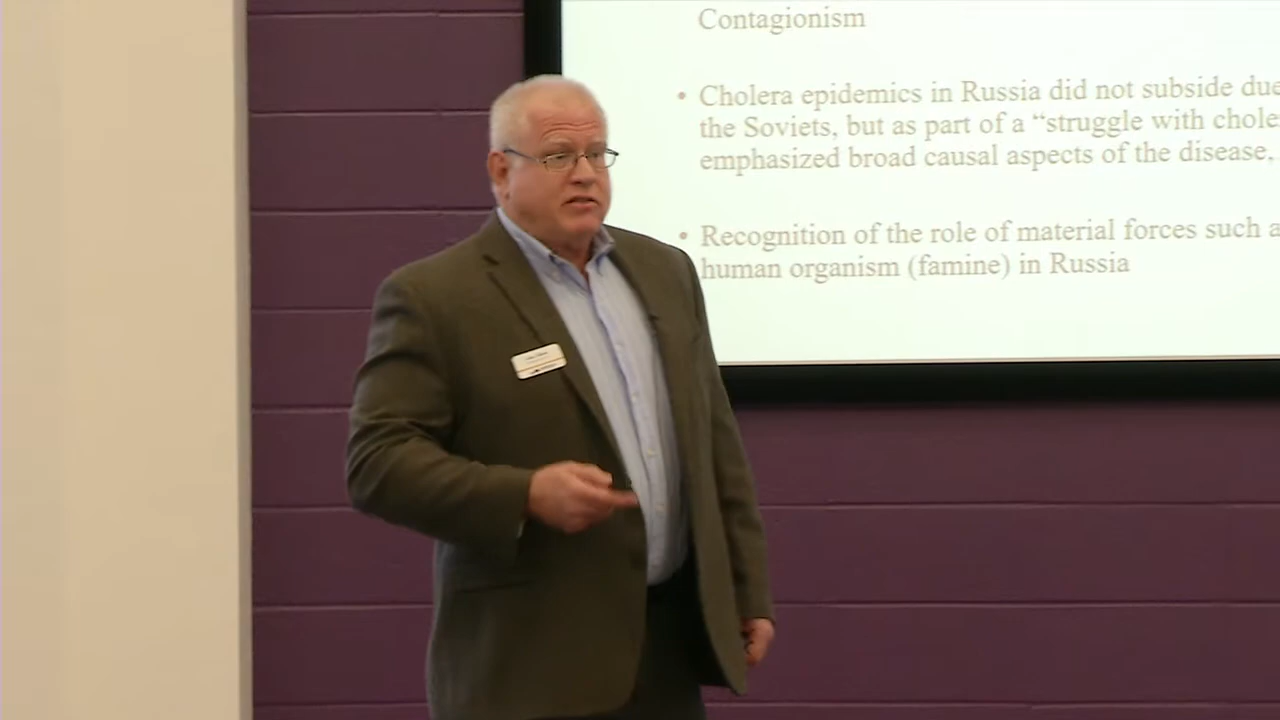 Contagionism
• Cholera epidemics in Russia did not subside due
the Soviets, but as part of a “struggle with chole
emphasized broad causal aspects of the disease,
• Recognition of the role of material forces such a
human organism (famine) in Russia